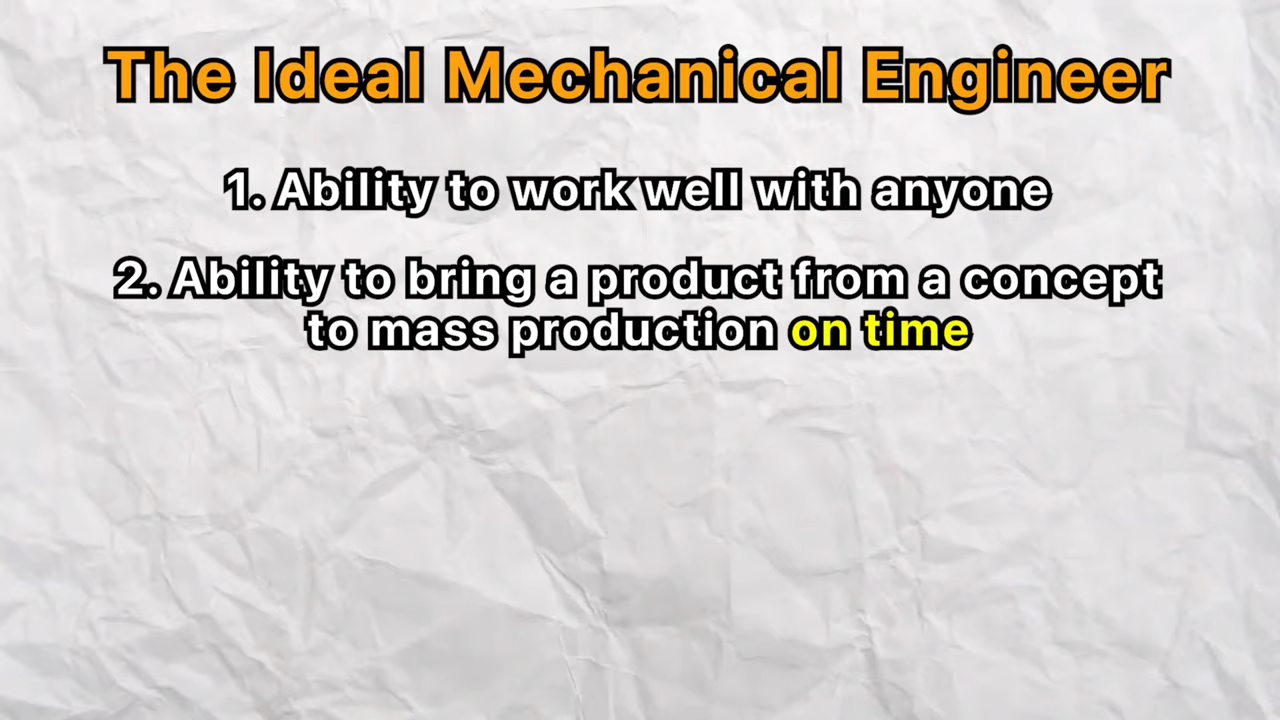 The Ideal Mechanical Engineer
1. Ability to work well with anyone
2. Ability to bring a product from a concept
to mass production on time